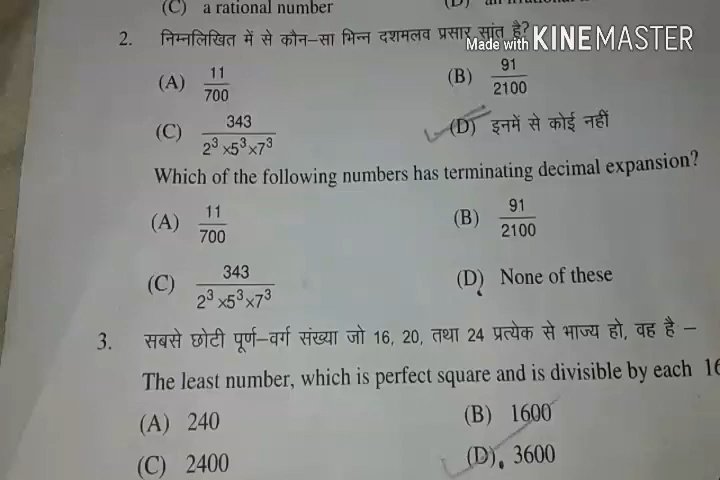 (C) a rational number
2. निम्नलिखित में से कौन-सा भिन्न दशमलव प्रसार सांत है?
Made with KINEMASTER
(A) 11/700 (B) 91/2100
(C) 343/2³×5³×7³ (D) इनमें से कोई नहीं
Which of the following numbers has terminating decimal expansion?
(A) 11/700 (B) 91/2100
(C) 343/2³×5³×7³ (D) None of these
3. सबसे छोटी पूर्ण-वर्ग संख्या जो 16, 20, तथा 24 प्रत्येक से भाज्य हो, वह है –
The least number, which is perfect square and is divisible by each 16
(A) 240 (B) 1600
(C) 2400 (D) 3600